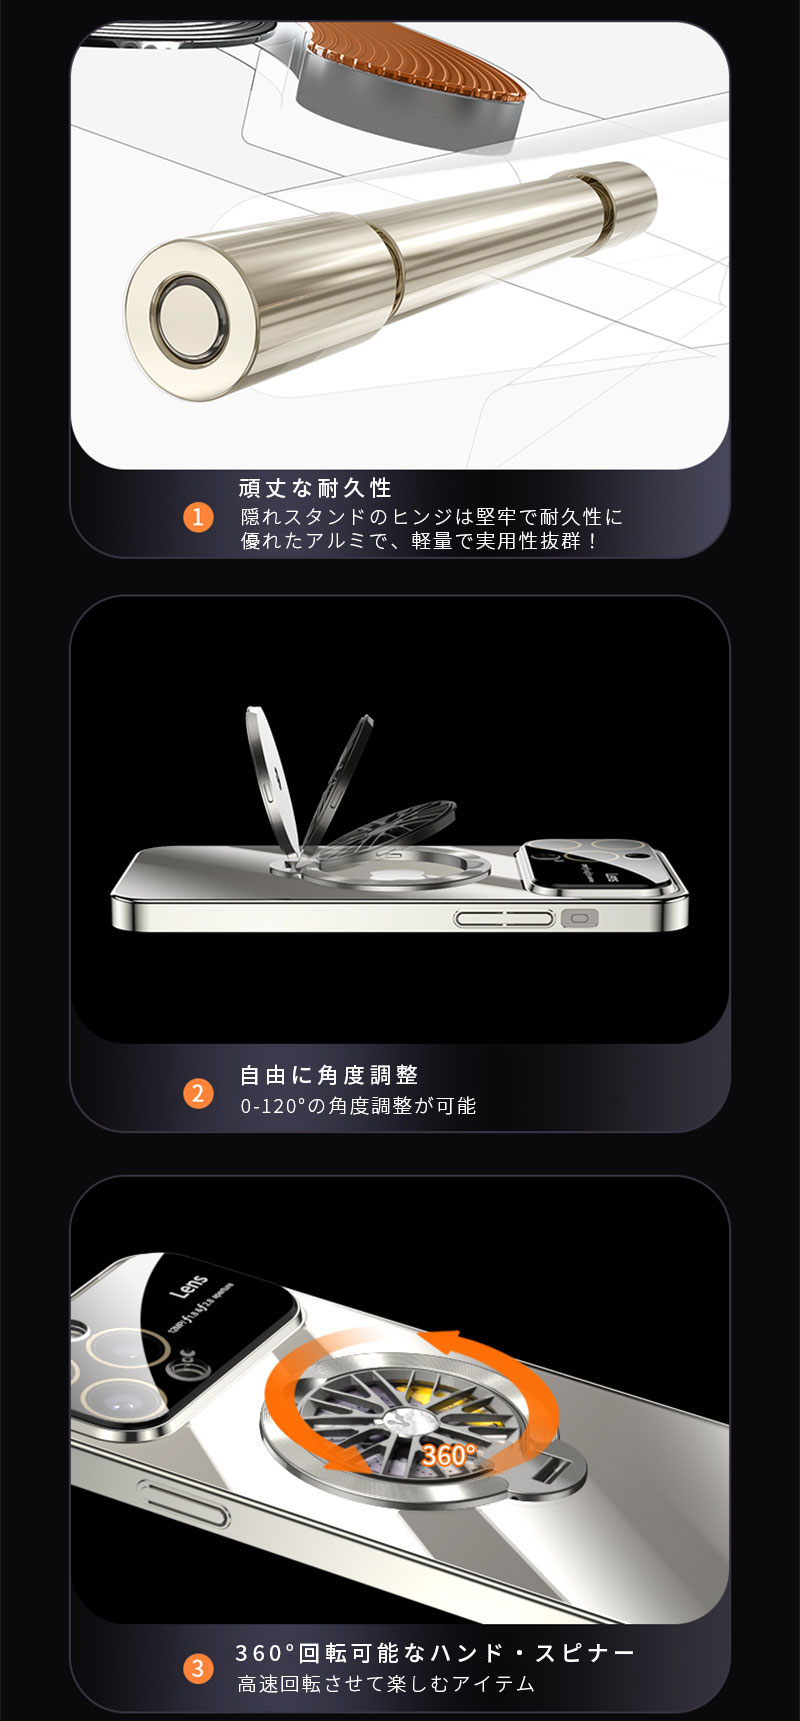 頑丈な耐久性
1
隠れスタンドのヒンジは堅牢で耐久性に
優れたアルミで、軽量で実用性抜群！
自由に角度調整
2
0-120°の角度調整が可能
Lens
360°
360°回転可能なハンド・スピナー
3
高速回転させて楽しむアイテム